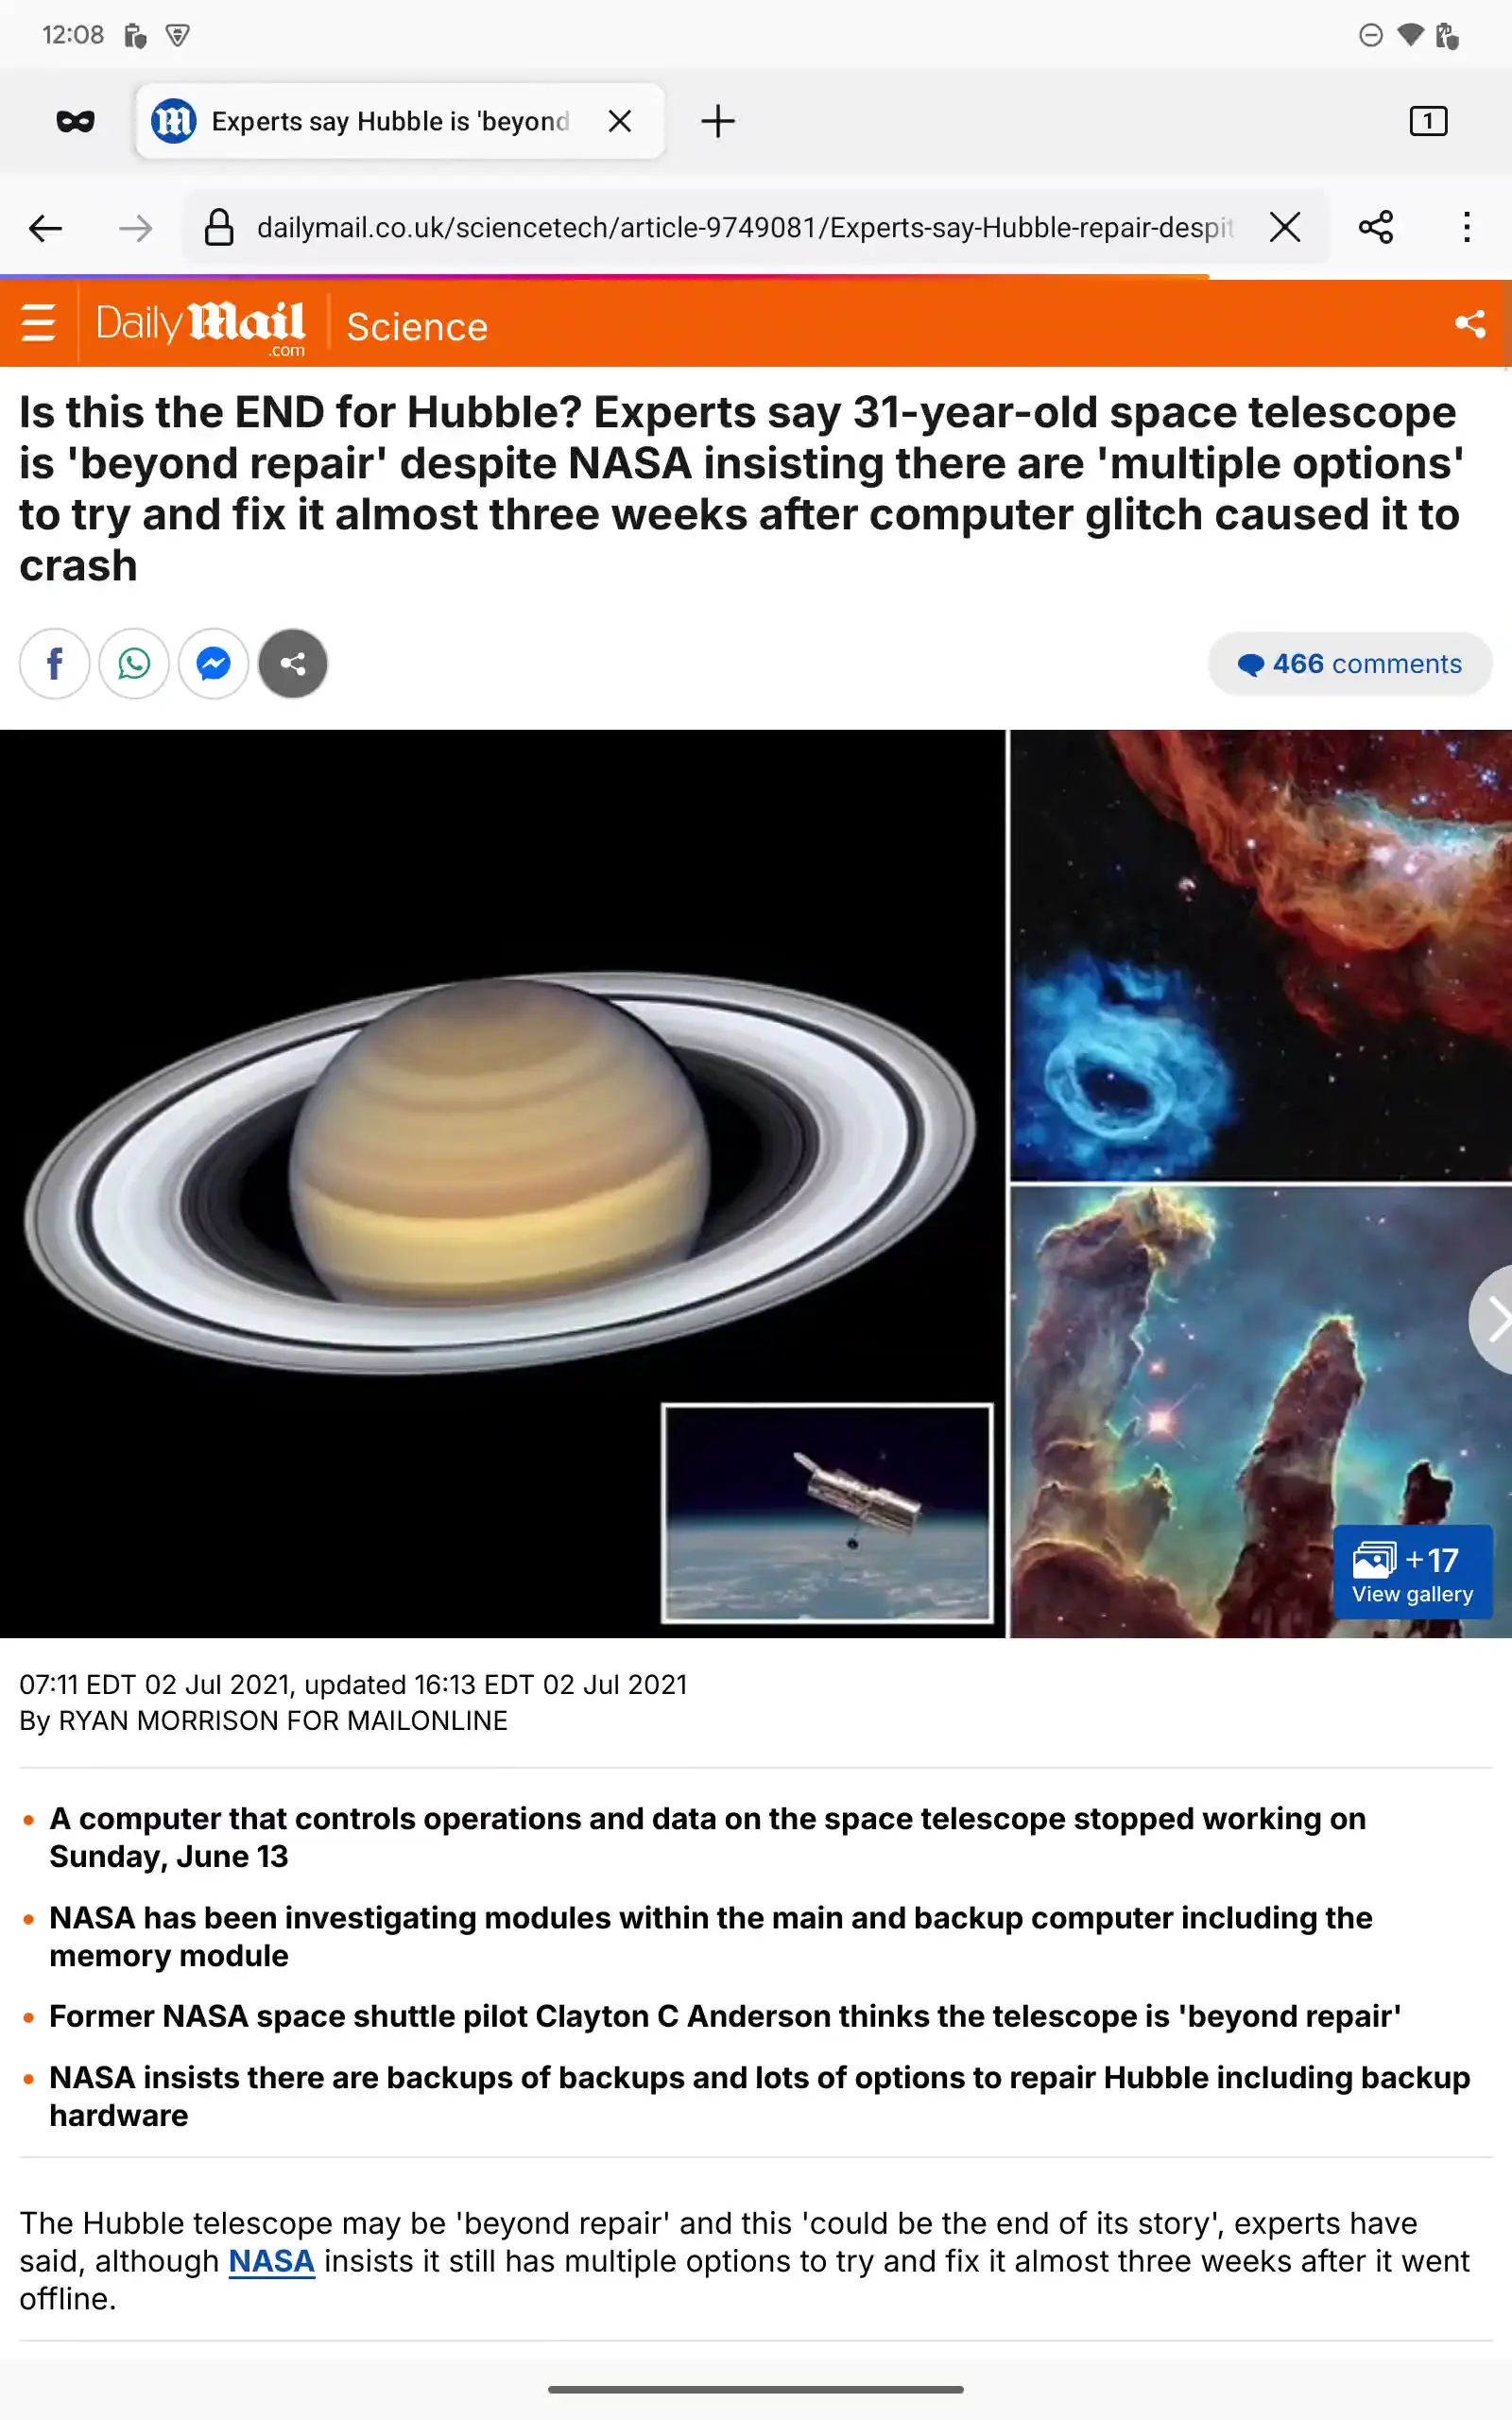 12:08
Experts say Hubble is 'beyond
1
dailymail.co.uk/sciencetech/article-9749081/Experts-say-Hubble-repair-despit
Daily Mail
.com
Science
Is this the END for Hubble? Experts say 31-year-old space telescope
is 'beyond repair' despite NASA insisting there are 'multiple options'
to try and fix it almost three weeks after computer glitch caused it to
crash
466 comments
+17
View gallery
07:11 EDT 02 Jul 2021, updated 16:13 EDT 02 Jul 2021
By RYAN MORRISON FOR MAILONLINE
A computer that controls operations and data on the space telescope stopped working on
Sunday, June 13
NASA has been investigating modules within the main and backup computer including the
memory module
Former NASA space shuttle pilot Clayton C Anderson thinks the telescope is 'beyond repair'
NASA insists there are backups of backups and lots of options to repair Hubble including backup
hardware
The Hubble telescope may be 'beyond repair' and this 'could be the end of its story', experts have
said, although NASA insists it still has multiple options to try and fix it almost three weeks after it went
offline.